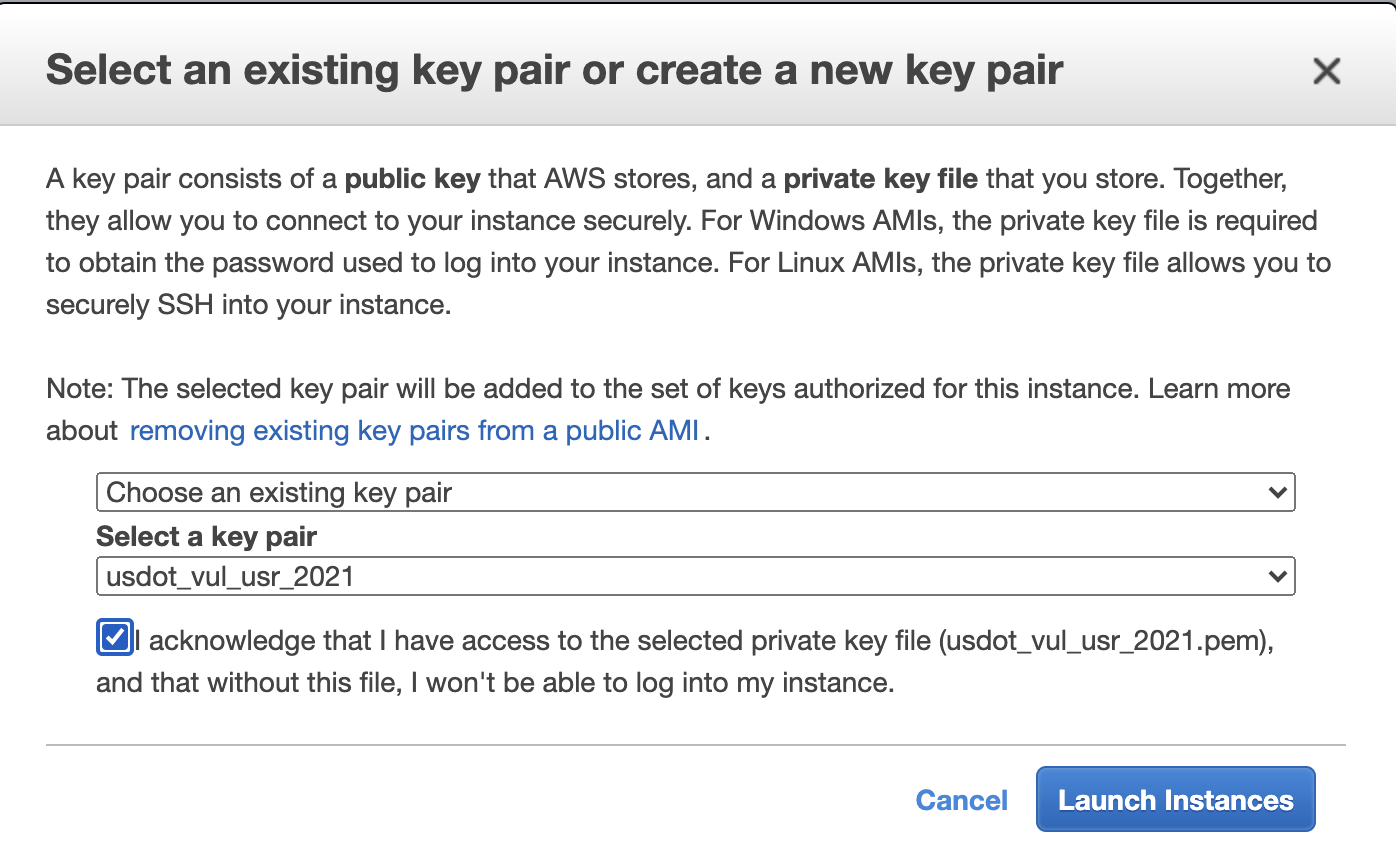 Select an existing key pair or create a new key pair
A key pair consists of a public key that AWS stores, and a private key file that you store. Together,
they allow you to connect to your instance securely. For Windows AMIs, the private key file is required
to obtain the password used to log into your instance. For Linux AMIs, the private key file allows you to
securely SSH into your instance.
Note: The selected key pair will be added to the set of keys authorized for this instance. Learn more
about removing existing key pairs from a public AMI .
Choose an existing key pair
Select a key pair
usdot_vul_usr_2021
I acknowledge that I have access to the selected private key file (usdot_vul_usr_2021.pem),
and that without this file, I won't be able to log into my instance.
Cancel Launch Instances